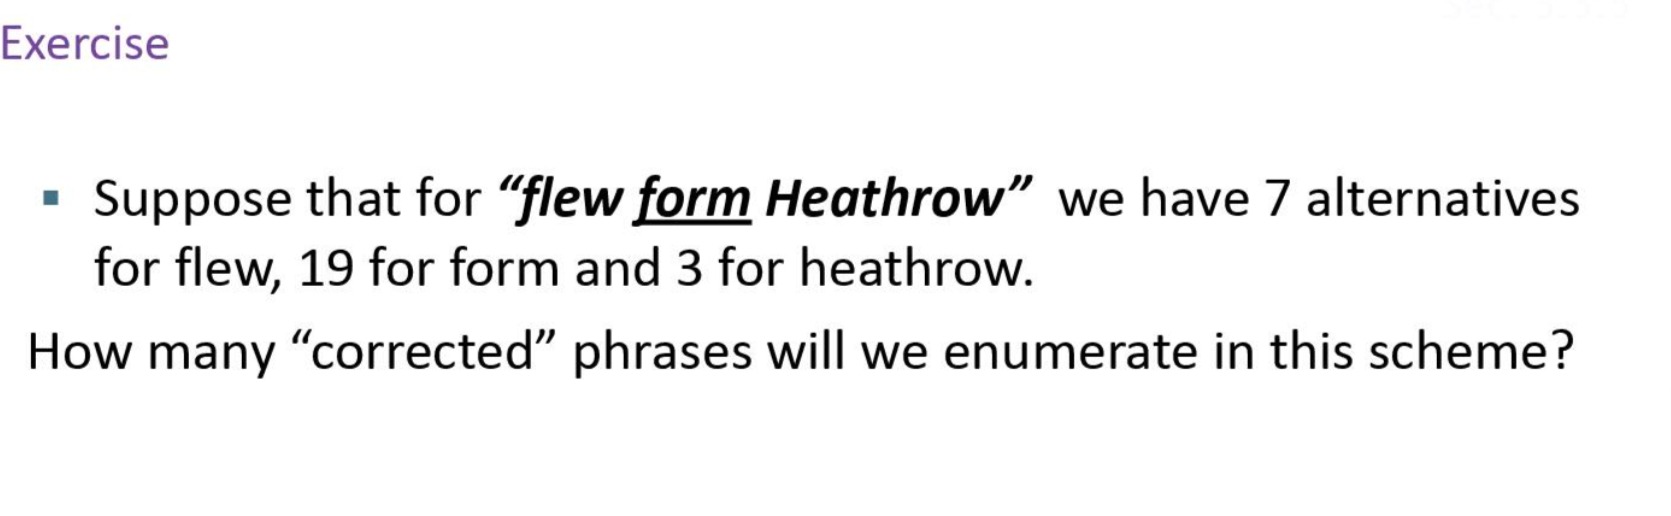 Exercise
▪ Suppose that for “flew form Heathrow” we have 7 alternatives
for flew, 19 for form and 3 for heathrow.
How many “corrected” phrases will we enumerate in this scheme?